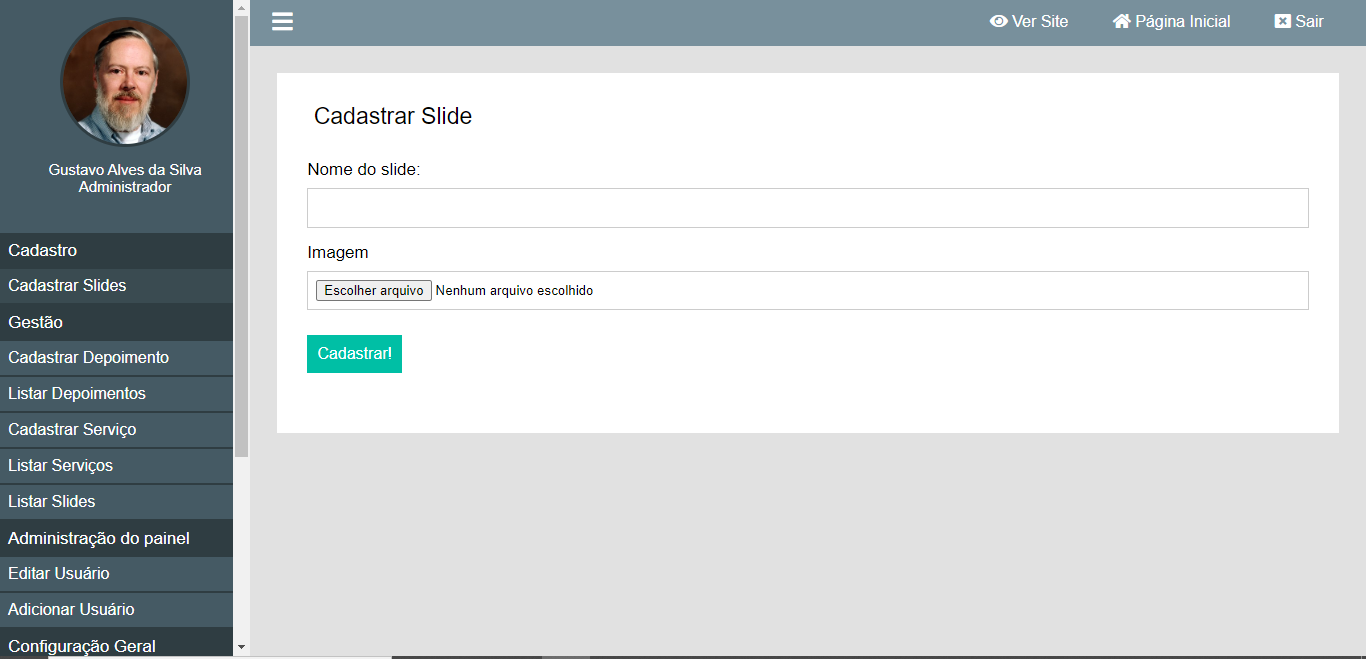 Ver Site
Página Inicial
Sair
Gustavo Alves da Silva
Administrador
Cadastro
Cadastrar Slides
Gestão
Cadastrar Depoimento
Listar Depoimentos
Cadastrar Serviço
Listar Serviços
Listar Slides
Administração do painel
Editar Usuário
Adicionar Usuário
Configuração Geral
Cadastrar Slide
Nome do slide:
Imagem
Escolher arquivo Nenhum arquivo escolhido
Cadastrar!